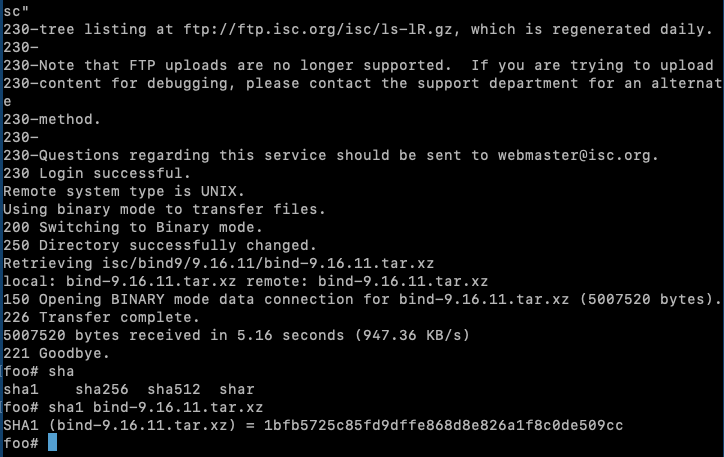 sc"
230-tree listing at ftp://ftp.isc.org/isc/ls-lR.gz, which is regenerated daily.
230-
230-Note that FTP uploads are no longer supported.  If you are trying to upload
230-content for debugging, please contact the support department for an alternat
e
230-method.
230-
230-Questions regarding this service should be sent to webmaster@isc.org.
230 Login successful.
Remote system type is UNIX.
Using binary mode to transfer files.
200 Switching to Binary mode.
250 Directory successfully changed.
Retrieving isc/bind9/9.16.11/bind-9.16.11.tar.xz
local: bind-9.16.11.tar.xz remote: bind-9.16.11.tar.xz
150 Opening BINARY mode data connection for bind-9.16.11.tar.xz (5007520 bytes).
226 Transfer complete.
5007520 bytes received in 5.16 seconds (947.36 KB/s)
221 Goodbye.
foo# sha
sha1    sha256  sha512  shar
foo# sha1 bind-9.16.11.tar.xz
SHA1 (bind-9.16.11.tar.xz) = 1bfb5725c85fd9dffe868d8e826a1f8c0de509cc
foo#